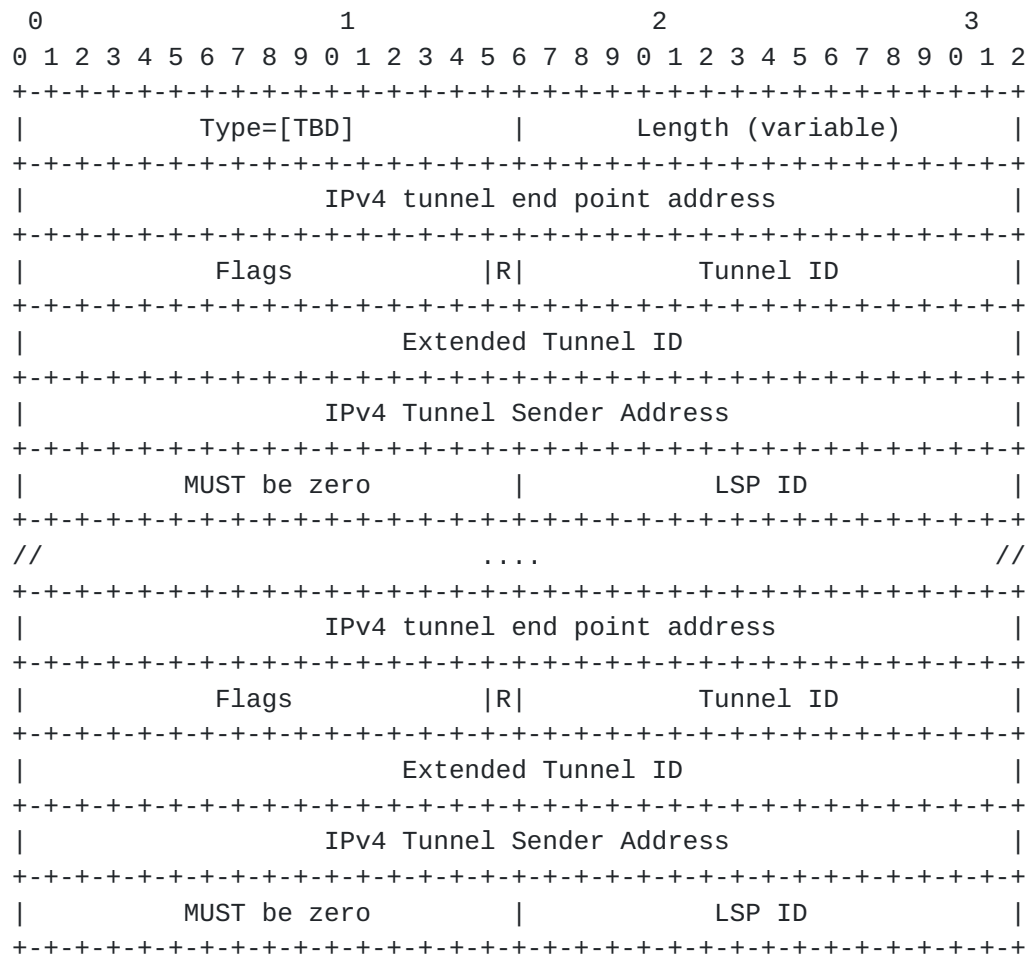 0                   1                   2                   3
0 1 2 3 4 5 6 7 8 9 0 1 2 3 4 5 6 7 8 9 0 1 2 3 4 5 6 7 8 9 0 1 2
+-+-+-+-+-+-+-+-+-+-+-+-+-+-+-+-+-+-+-+-+-+-+-+-+-+-+-+-+-+-+-+-+
|           Type=[TBD]          |       Length (variable)       |
+-+-+-+-+-+-+-+-+-+-+-+-+-+-+-+-+-+-+-+-+-+-+-+-+-+-+-+-+-+-+-+-+
|                   IPv4 tunnel end point address               |
+-+-+-+-+-+-+-+-+-+-+-+-+-+-+-+-+-+-+-+-+-+-+-+-+-+-+-+-+-+-+-+-+
|            Flags            |R|           Tunnel ID           |
+-+-+-+-+-+-+-+-+-+-+-+-+-+-+-+-+-+-+-+-+-+-+-+-+-+-+-+-+-+-+-+-+
|                        Extended Tunnel ID                     |
+-+-+-+-+-+-+-+-+-+-+-+-+-+-+-+-+-+-+-+-+-+-+-+-+-+-+-+-+-+-+-+-+
|                   IPv4 Tunnel Sender Address                  |
+-+-+-+-+-+-+-+-+-+-+-+-+-+-+-+-+-+-+-+-+-+-+-+-+-+-+-+-+-+-+-+-+
|          MUST be zero         |            LSP ID             |
+-+-+-+-+-+-+-+-+-+-+-+-+-+-+-+-+-+-+-+-+-+-+-+-+-+-+-+-+-+-+-+-+
//                            ....                             //
+-+-+-+-+-+-+-+-+-+-+-+-+-+-+-+-+-+-+-+-+-+-+-+-+-+-+-+-+-+-+-+-+
|                   IPv4 tunnel end point address               |
+-+-+-+-+-+-+-+-+-+-+-+-+-+-+-+-+-+-+-+-+-+-+-+-+-+-+-+-+-+-+-+-+
|            Flags            |R|           Tunnel ID           |
+-+-+-+-+-+-+-+-+-+-+-+-+-+-+-+-+-+-+-+-+-+-+-+-+-+-+-+-+-+-+-+-+
|                        Extended Tunnel ID                     |
+-+-+-+-+-+-+-+-+-+-+-+-+-+-+-+-+-+-+-+-+-+-+-+-+-+-+-+-+-+-+-+-+
|                   IPv4 Tunnel Sender Address                  |
+-+-+-+-+-+-+-+-+-+-+-+-+-+-+-+-+-+-+-+-+-+-+-+-+-+-+-+-+-+-+-+-+
|          MUST be zero         |            LSP ID             |
+-+-+-+-+-+-+-+-+-+-+-+-+-+-+-+-+-+-+-+-+-+-+-+-+-+-+-+-+-+-+-+-+